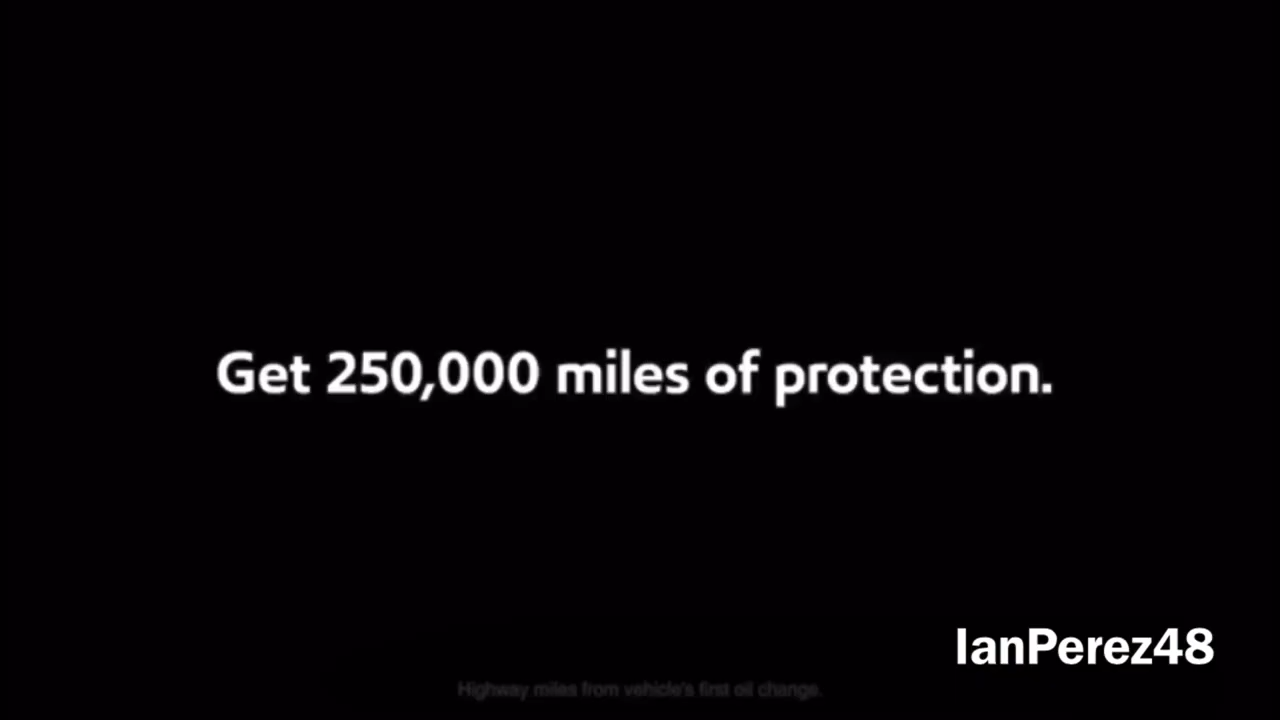 Get 250,000 miles of protection.
IanPerez48
Highway miles from vehicle's first oil change.